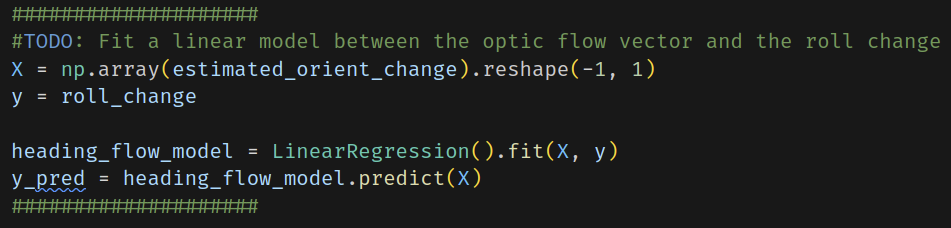 ####################
#TODO: Fit a linear model between the optic flow vector and the roll change
X = np.array(estimated_orient_change).reshape(-1, 1)
y = roll_change
heading_flow_model = LinearRegression().fit(X, y)
y_pred = heading_flow_model.predict(X)
####################